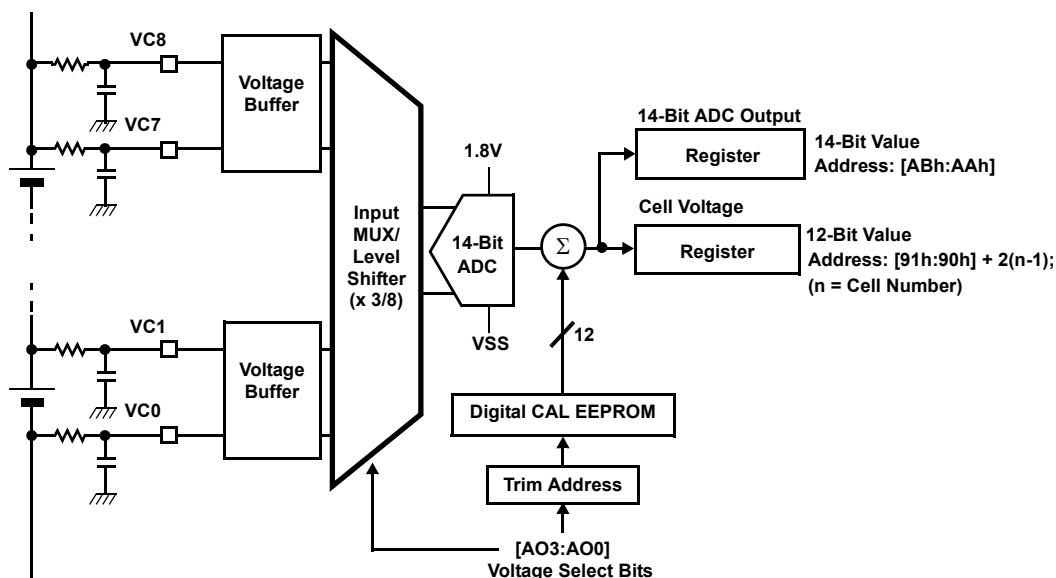 VC8
Voltage
Buffer
VC7
Input
MUX/
Level
Shifter
(x 3/8)
1.8V
14-Bit
ADC
VSS
Σ
14-Bit ADC Output
Register
14-Bit Value
Address: [ABh:AAh]
Cell Voltage
Register
12-Bit Value
Address: [91h:90h] + 2(n-1);
(n = Cell Number)
VC1
Voltage
Buffer
VC0
12
Digital CAL EEPROM
Trim Address
[AO3:AO0]
Voltage Select Bits